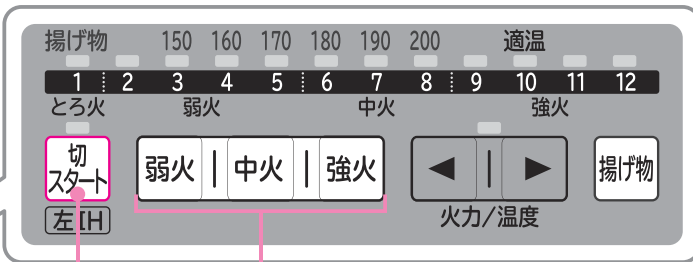 揚げ物 150 160 170 180 190 200 適温
1 2 3 4 5 6 7 8 9 10 11 12
とろ火 弱火 中火 強火
切
スタート
弱火 中火 強火
◀ ▶
揚げ物
左IH
火力/温度